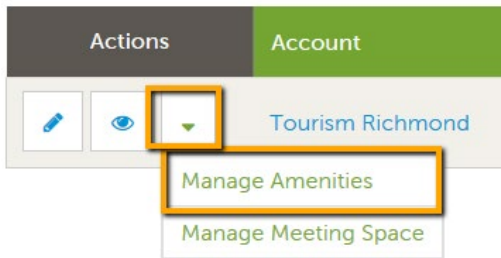 Actions Account
Tourism Richmond
Manage Amenities
Manage Meeting Space